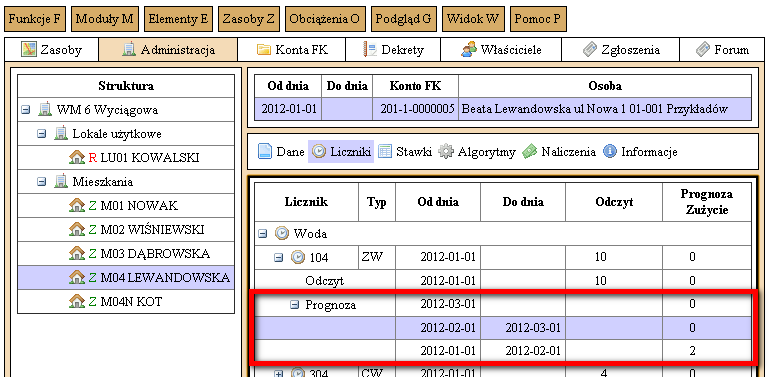 Funkcje F Moduły M Elementy E Zasoby Z Obciążenia O Podgląd G Widok W Pomoc P
Zasoby Administracja Konta FK Dekrety Właściciele Zgłoszenia Forum
Struktura
WM 6 Wyciągowa
Lokale użytkowe
R LU01 KOWALSKI
Mieszkania
Z M01 NOWAK
Z M02 WIŚNIEWSKI
Z M03 DĄBROWSKA
Z M04 LEWANDOWSKA
Z M04N KOT
Od dnia Do dnia Konto FK Osoba
2012-01-01 201-1-0000005 Beata Lewandowska ul Nowa 1 01-001 Przykładów
Dane Liczniki Stawki Algorytmy Naliczenia Informacje
Licznik Typ Od dnia Do dnia Odczyt Prognoza Zużycie
Woda
104 ZW 2012-01-01 10 0
Odczyt 2012-01-01 10 0
Prognoza 2012-03-01 0
2012-02-01 2012-03-01 0
2012-01-01 2012-02-01 2
304 CW 2012-01-01 4 0